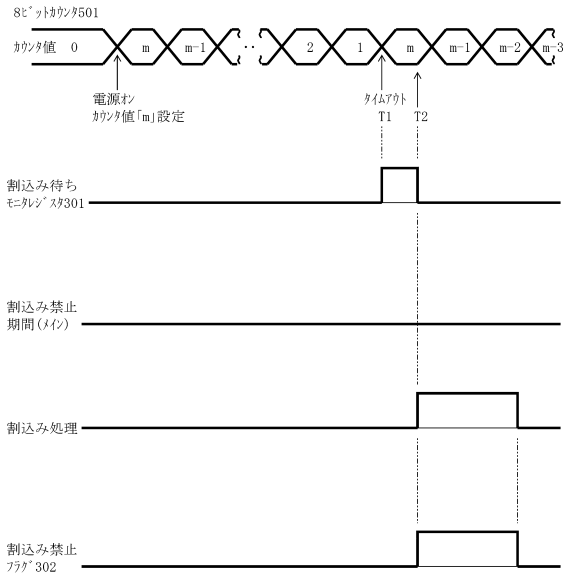 8ﾋﾞｯﾄｶｳﾝﾀ501
ｶｳﾝﾀ値 0 m m-1 ･･ 2 1 m m-1 m-2 m-3
電源ｵﾝ
ｶｳﾝﾀ値｢m｣設定
ﾀｲﾑｱｳﾄ
T1 T2
割込み待ち
ﾓﾆﾀﾚｼﾞｽﾀ301
割込み禁止
期間(ﾒｲﾝ)
割込み処理
割込み禁止
ﾌﾗｸﾞ302